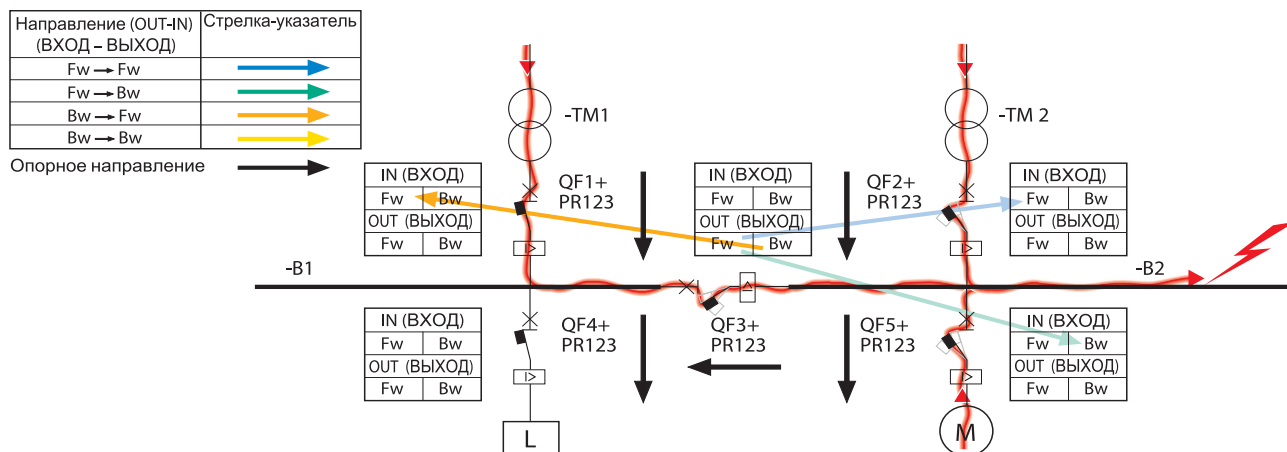 Направление (OUT-IN)
(ВХОД – ВЫХОД)
Стрелка-указатель
Fw → Fw
Fw → Bw
Bw → Fw
Bw → Bw
Опорное направление
-TM1
-TM 2
IN (ВХОД)
Fw Bw
OUT (ВЫХОД)
Fw Bw
QF1+
PR123
IN (ВХОД)
Fw Bw
OUT (ВЫХОД)
Fw Bw
QF2+
PR123
IN (ВХОД)
Fw Bw
OUT (ВЫХОД)
Fw Bw
I>
I>
-B1
-B2
I>
IN (ВХОД)
Fw Bw
OUT (ВЫХОД)
Fw Bw
QF4+
PR123
QF3+
PR123
QF5+
PR123
IN (ВХОД)
Fw Bw
OUT (ВЫХОД)
Fw Bw
I>
I>
L
M